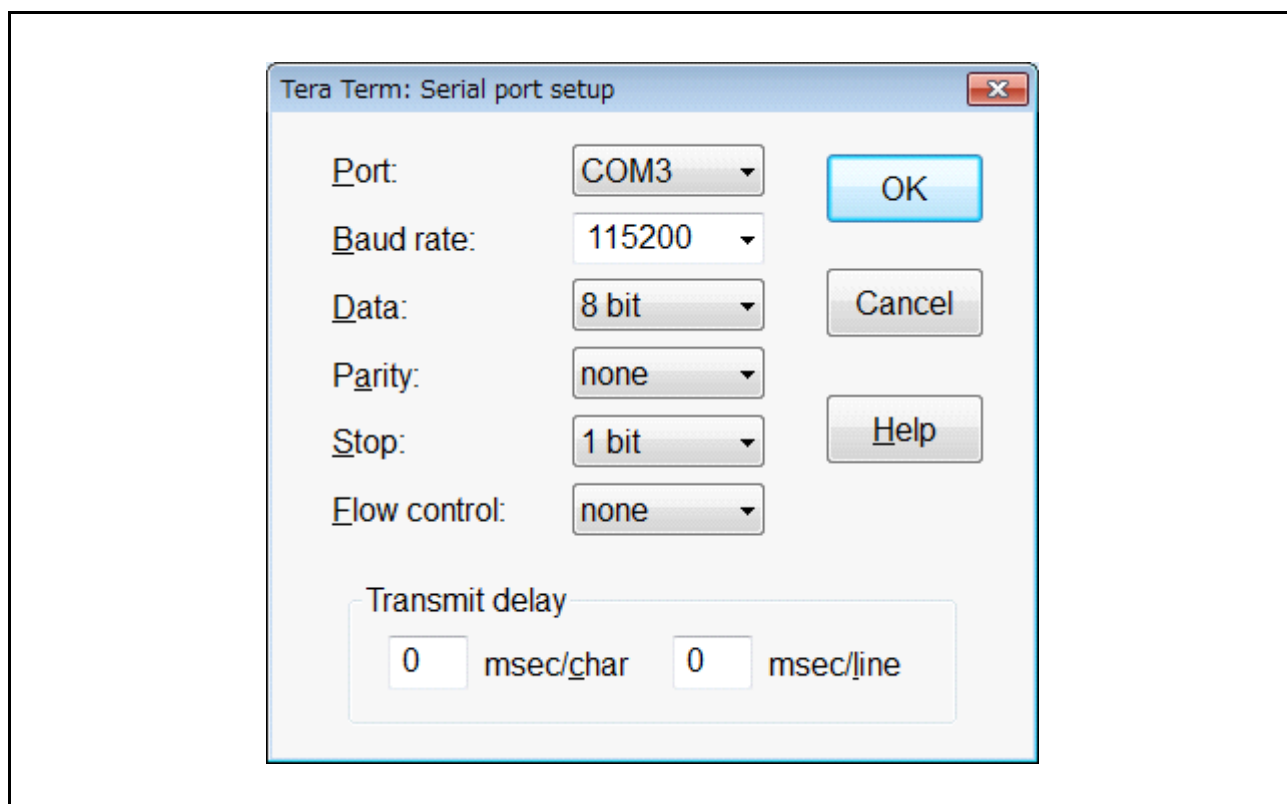 Tera Term: Serial port setup
Port: COM3 OK
Baud rate: 115200
Data: 8 bit Cancel
Parity: none
Stop: 1 bit Help
Flow control: none
Transmit delay
0 msec/char 0 msec/line